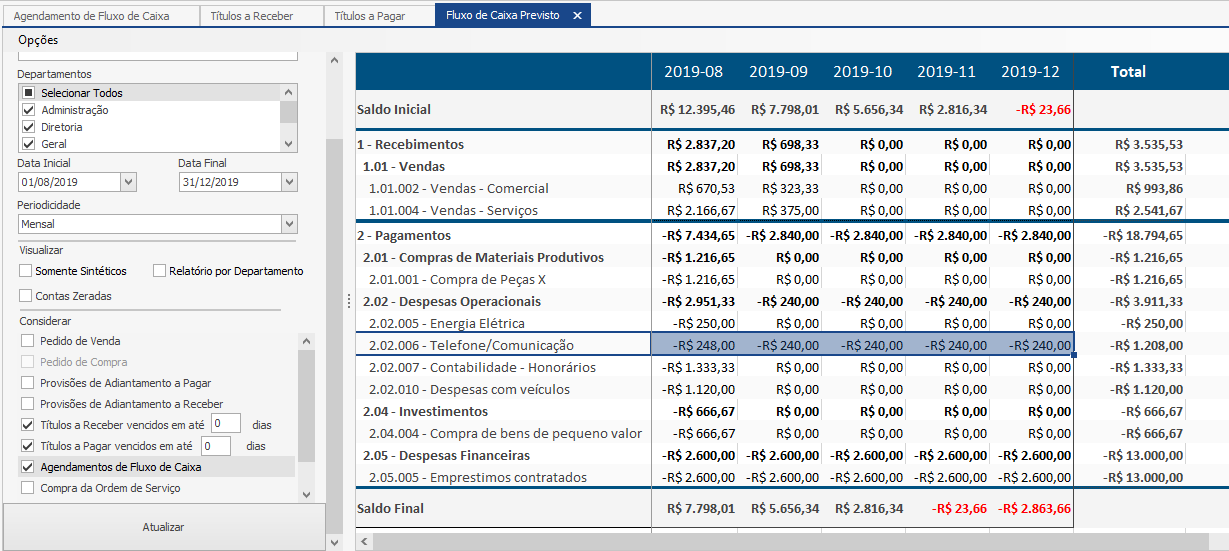 Agendamento de Fluxo de Caixa Títulos a Receber Títulos a Pagar Fluxo de Caixa Previsto ✕
Opções
Departamentos
Selecionar Todos
Administração
Diretoria
Geral
Data Inicial Data Final
01/08/2019 31/12/2019
Periodicidade
Mensal
Visualizar
Somente Sintéticos Relatório por Departamento
Contas Zeradas
Considerar
Pedido de Venda
Pedido de Compra
Provisões de Adiantamento a Pagar
Provisões de Adiantamento a Receber
Títulos a Receber vencidos em até 0 dias
Títulos a Pagar vencidos em até 0 dias
Agendamentos de Fluxo de Caixa
Compra da Ordem de Serviço
Atualizar
2019-08 2019-09 2019-10 2019-11 2019-12 Total
Saldo Inicial R$ 12.395,46 R$ 7.798,01 R$ 5.656,34 R$ 2.816,34 -R$ 23,66
1 - Recebimentos R$ 2.837,20 R$ 698,33 R$ 0,00 R$ 0,00 R$ 0,00 R$ 3.535,53
1.01 - Vendas R$ 2.837,20 R$ 698,33 R$ 0,00 R$ 0,00 R$ 0,00 R$ 3.535,53
1.01.002 - Vendas - Comercial R$ 670,53 R$ 323,33 R$ 0,00 R$ 0,00 R$ 0,00 R$ 993,86
1.01.004 - Vendas - Serviços R$ 2.166,67 R$ 375,00 R$ 0,00 R$ 0,00 R$ 0,00 R$ 2.541,67
2 - Pagamentos -R$ 7.434,65 -R$ 2.840,00 -R$ 2.840,00 -R$ 2.840,00 -R$ 2.840,00 -R$ 18.794,65
2.01 - Compras de Materiais Produtivos -R$ 1.216,65 R$ 0,00 R$ 0,00 R$ 0,00 R$ 0,00 -R$ 1.216,65
2.01.001 - Compra de Peças X -R$ 1.216,65 R$ 0,00 R$ 0,00 R$ 0,00 R$ 0,00 -R$ 1.216,65
2.02 - Despesas Operacionais -R$ 2.951,33 -R$ 240,00 -R$ 240,00 -R$ 240,00 -R$ 240,00 -R$ 3.911,33
2.02.005 - Energia Elétrica -R$ 250,00 R$ 0,00 R$ 0,00 R$ 0,00 R$ 0,00 -R$ 250,00
2.02.006 - Telefone/Comunicação -R$ 248,00 -R$ 240,00 -R$ 240,00 -R$ 240,00 -R$ 240,00 -R$ 1.208,00
2.02.007 - Contabilidade - Honorários -R$ 1.333,33 R$ 0,00 R$ 0,00 R$ 0,00 R$ 0,00 -R$ 1.333,33
2.02.010 - Despesas com veículos -R$ 1.120,00 R$ 0,00 R$ 0,00 R$ 0,00 R$ 0,00 -R$ 1.120,00
2.04 - Investimentos -R$ 666,67 R$ 0,00 R$ 0,00 R$ 0,00 R$ 0,00 -R$ 666,67
2.04.004 - Compra de bens de pequeno valor -R$ 666,67 R$ 0,00 R$ 0,00 R$ 0,00 R$ 0,00 -R$ 666,67
2.05 - Despesas Financeiras -R$ 2.600,00 -R$ 2.600,00 -R$ 2.600,00 -R$ 2.600,00 -R$ 2.600,00 -R$ 13.000,00
2.05.005 - Emprestimos contratados -R$ 2.600,00 -R$ 2.600,00 -R$ 2.600,00 -R$ 2.600,00 -R$ 2.600,00 -R$ 13.000,00
Saldo Final R$ 7.798,01 R$ 5.656,34 R$ 2.816,34 -R$ 23,66 -R$ 2.863,66